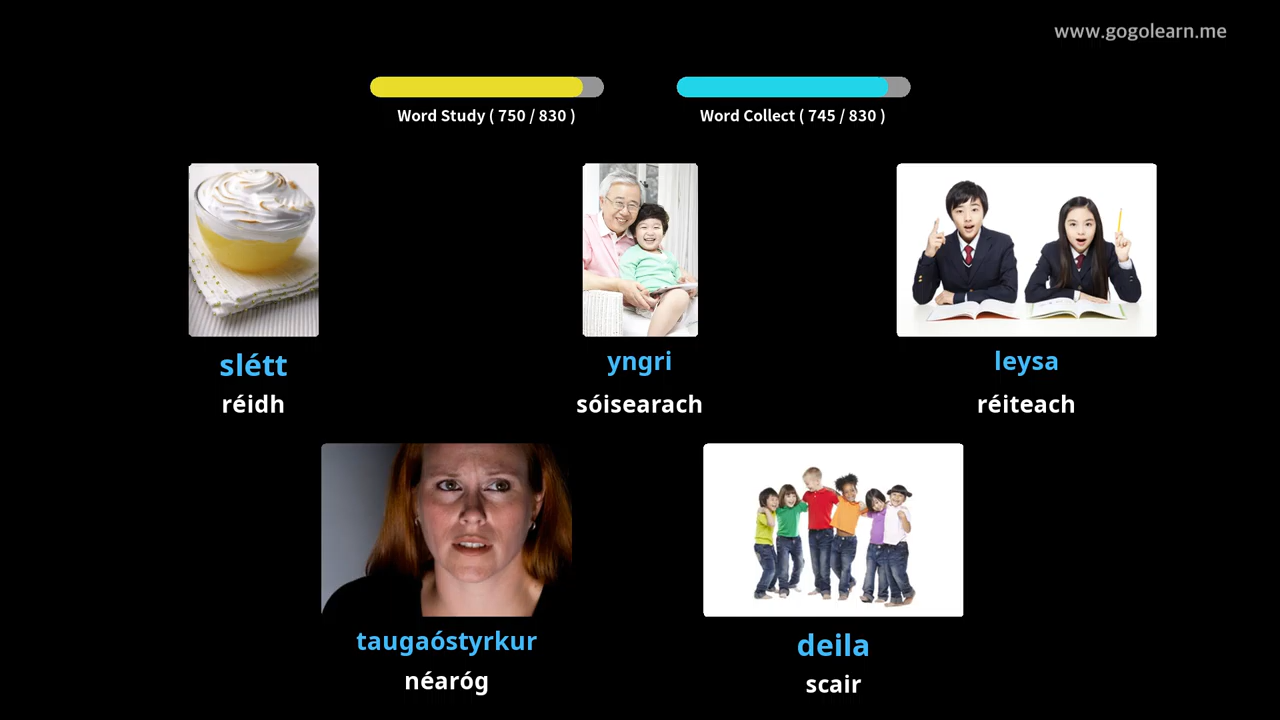 www.gogolearn.me
Word Study ( 750 / 830 )
Word Collect ( 745 / 830 )
slétt
réidh
yngri
sóisearach
leysa
réiteach
taugaóstyrkur
néaróg
deila
scair